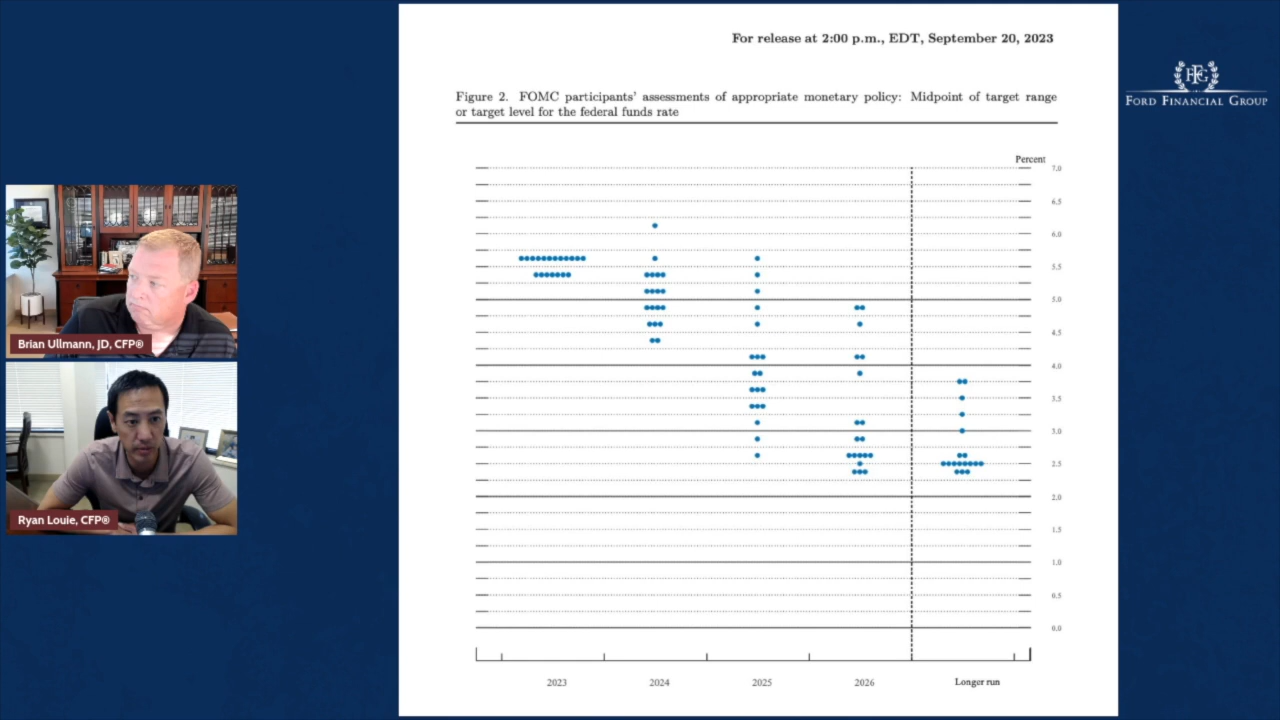 For release at 2:00 p.m., EDT, September 20, 2023
FFG
FORD FINANCIAL GROUP
Figure 2. FOMC participants' assessments of appropriate monetary policy: Midpoint of target range
or target level for the federal funds rate
Percent
7.0
6.5
6.0
5.5
5.0
4.5
4.0
3.5
3.0
2.5
2.0
1.5
1.0
0.5
0.0
2023
2024
2025
2026
Longer run
Brian Ullmann, JD, CFP®
Ryan Louie, CFP®